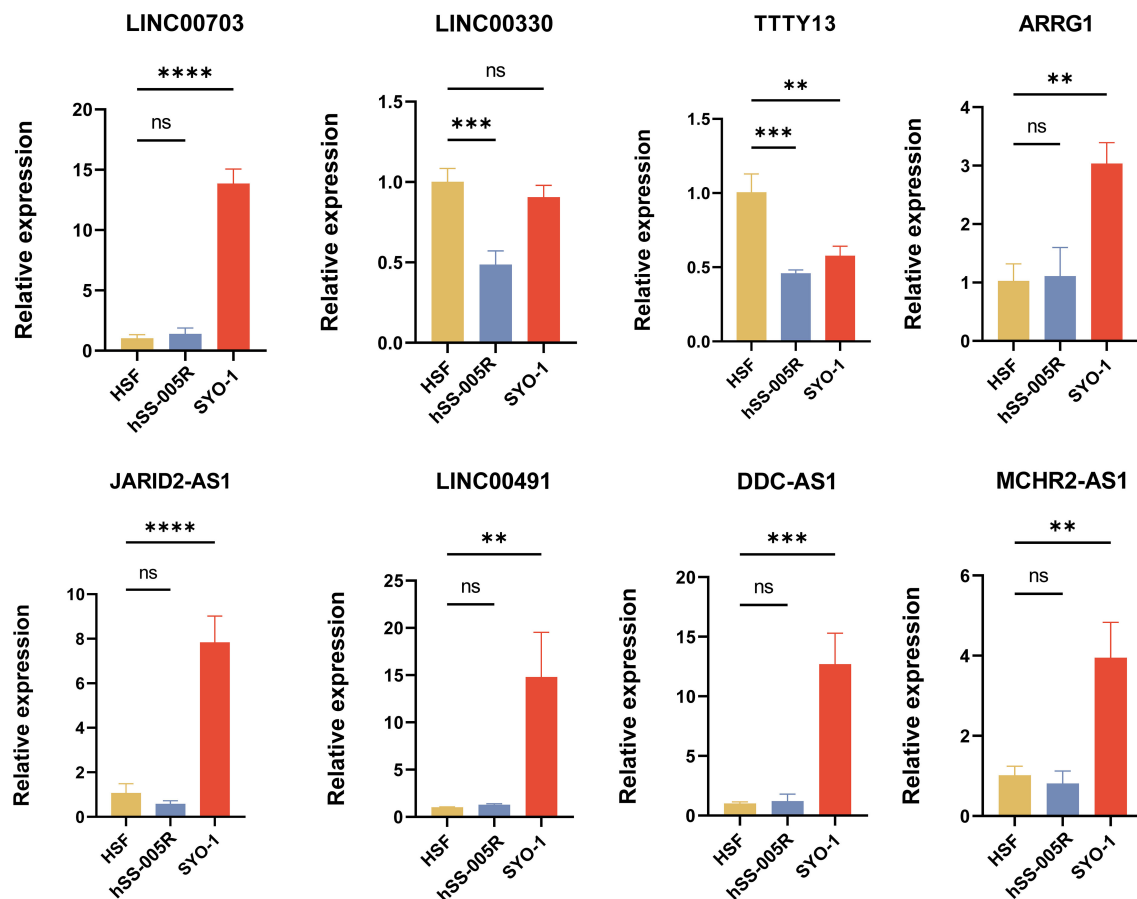 LINC00703
****
ns
Relative expression
20
15
10
5
0
HSF
hSS-005R
SYO-1
LINC00330
ns
***
Relative expression
1.5
1.0
0.5
0.0
HSF
hSS-005R
SYO-1
TTTY13
**
***
Relative expression
1.5
1.0
0.5
0.0
HSF
hSS-005R
SYO-1
ARRG1
**
ns
Relative expression
4
3
2
1
0
HSF
hSS-005R
SYO-1
JARID2-AS1
****
ns
Relative expression
10
8
6
4
2
0
HSF
hSS-005R
SYO-1
LINC00491
**
ns
Relative expression
25
20
15
10
5
0
HSF
hSS-005R
SYO-1
DDC-AS1
***
ns
Relative expression
20
15
10
5
0
HSF
hSS-005R
SYO-1
MCHR2-AS1
**
ns
Relative expression
6
4
2
0
HSF
hSS-005R
SYO-1